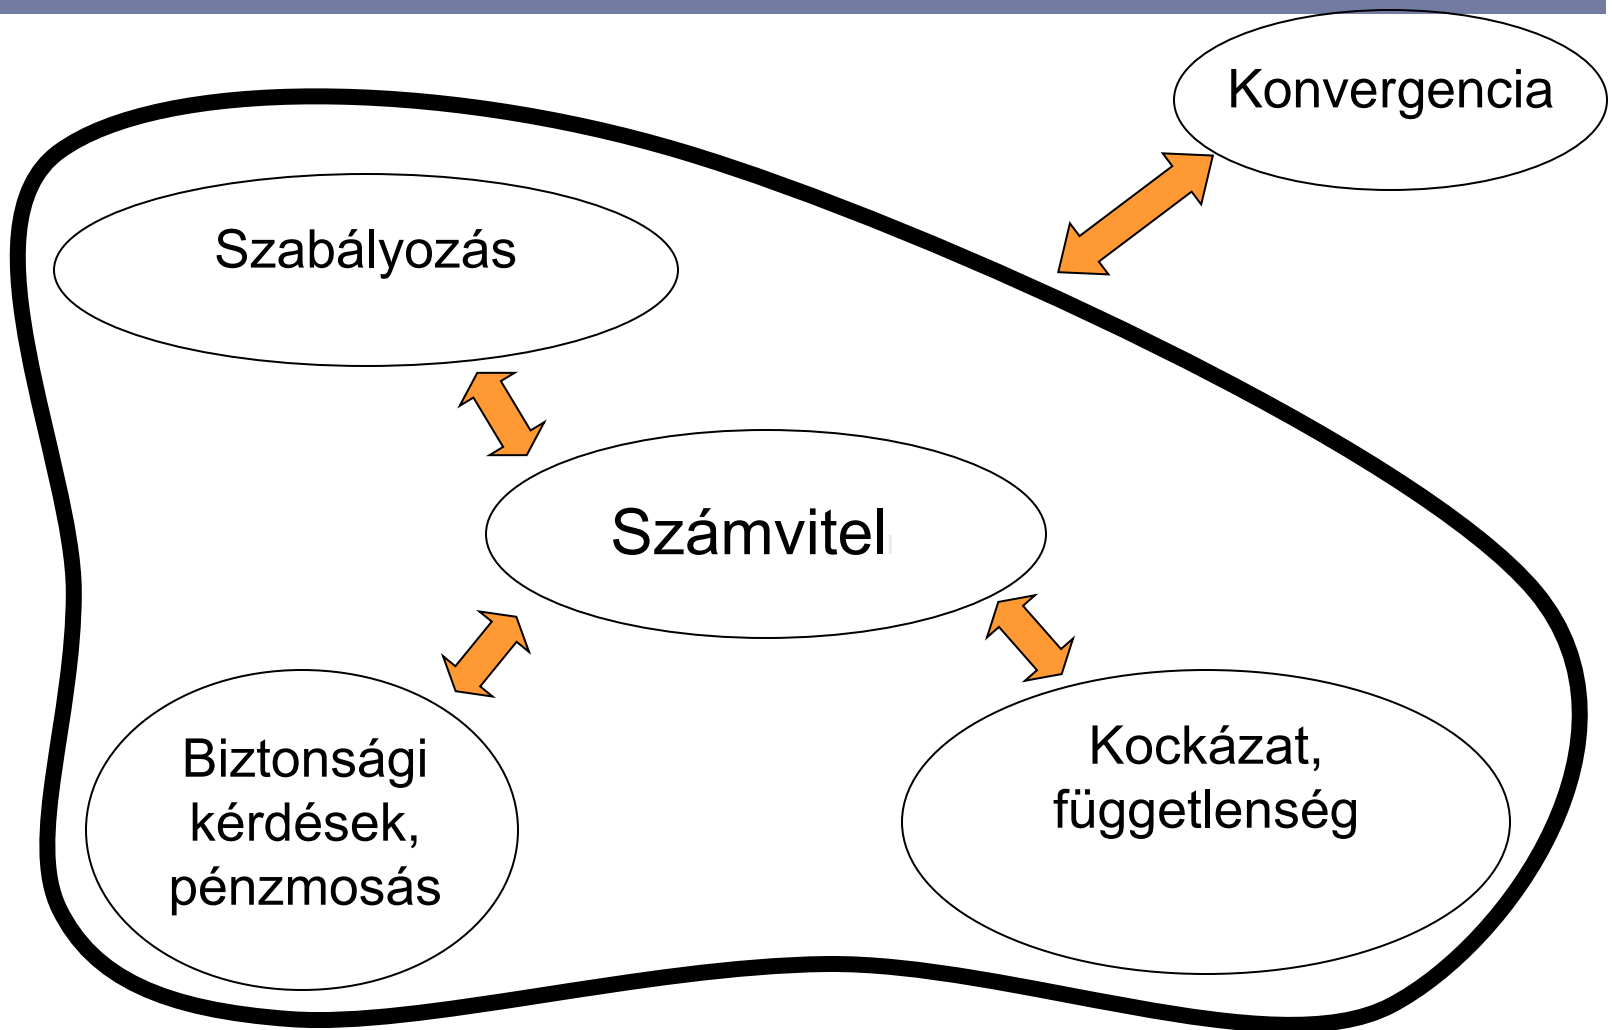 Konvergencia
Szabályozás
Számvitel
Biztonsági
kérdések,
pénzmosás
Kockázat,
függetlenség